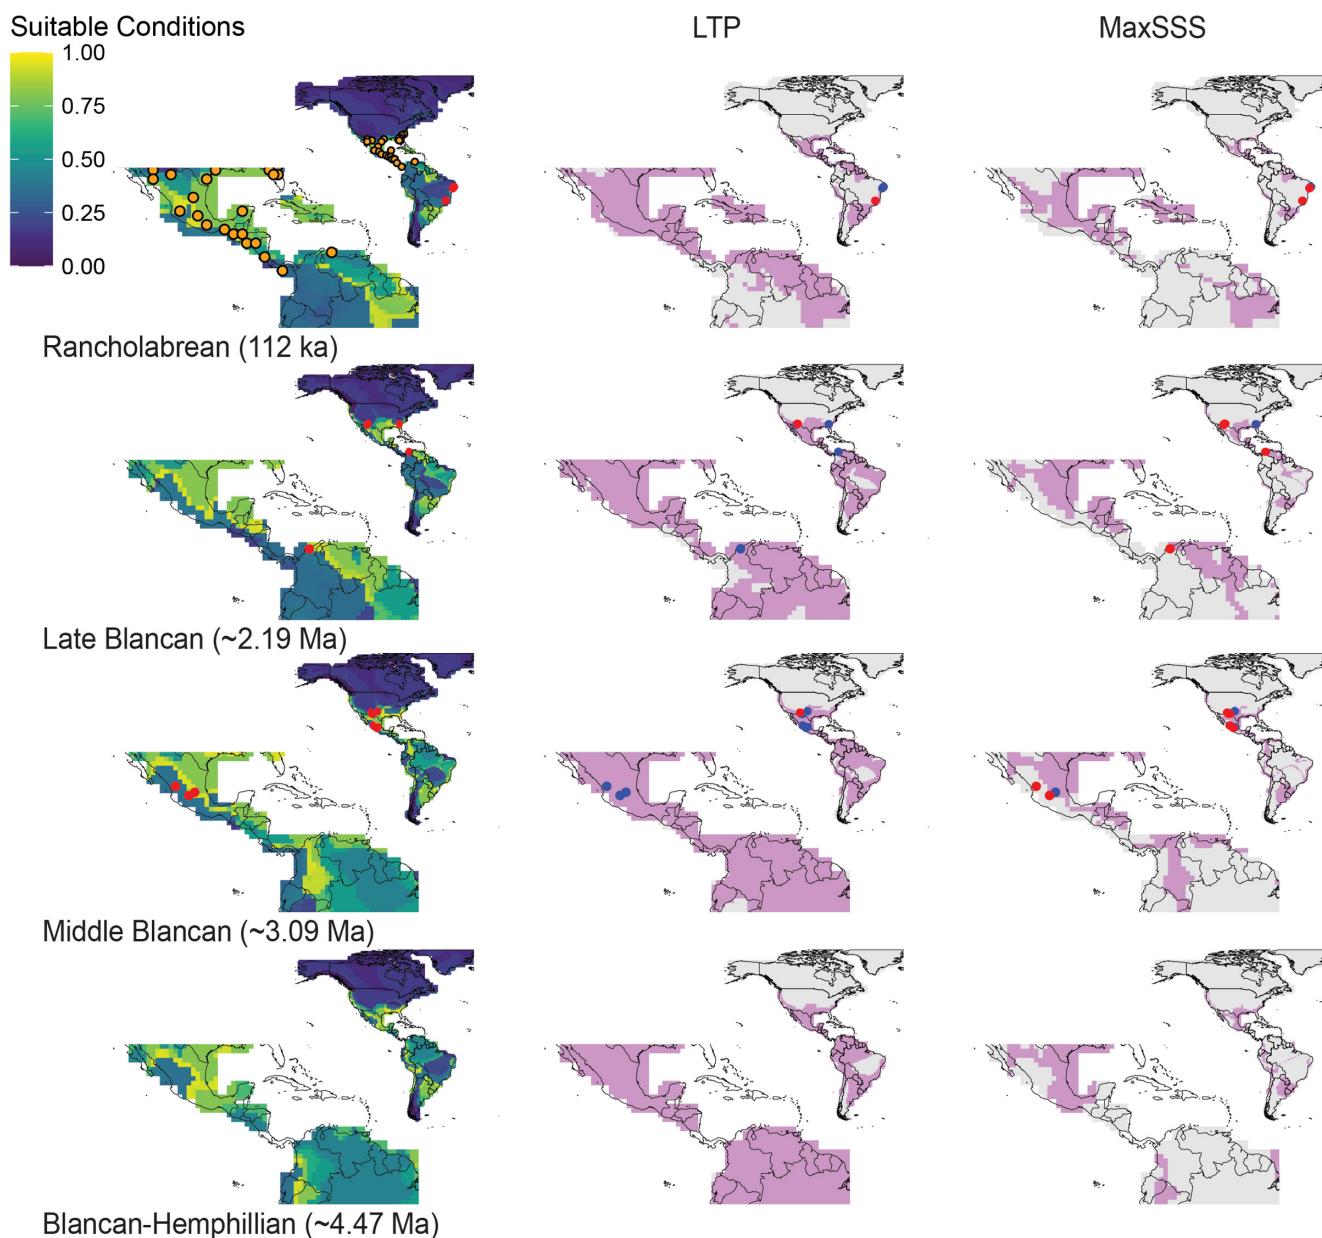 Suitable Conditions
LTP
MaxSSS
1.00
0.75
0.50
0.25
0.00
Rancholabrean (112 ka)
Late Blancan (~2.19 Ma)
Middle Blancan (~3.09 Ma)
Blancan-Hemphillian (~4.47 Ma)